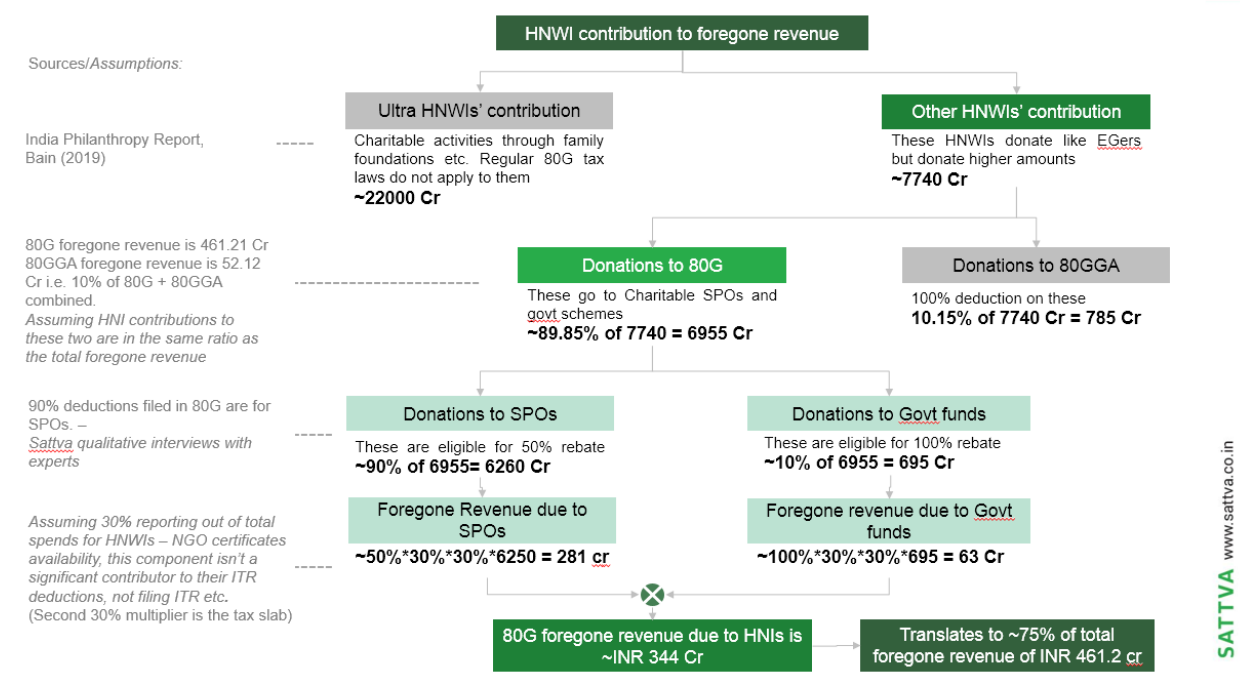 HNWI contribution to foregone revenue
Sources/Assumptions:
Ultra HNWIs’ contribution
Other HNWIs’ contribution
India Philanthropy Report,
Bain (2019)
Charitable activities through family
foundations etc. Regular 80G tax
laws do not apply to them
~22000 Cr
These HNWIs donate like EGers
but donate higher amounts
~7740 Cr
80G foregone revenue is 461.21 Cr
80GGA foregone revenue is 52.12
Cr i.e. 10% of 80G + 80GGA
combined.
Assuming HNI contributions to
these two are in the same ratio as
the total foregone revenue
Donations to 80G
These go to Charitable SPOs and
govt schemes
~89.85% of 7740 = 6955 Cr
Donations to 80GGA
100% deduction on these
10.15% of 7740 Cr = 785 Cr
90% deductions filed in 80G are for
SPOs. –
Sattva qualitative interviews with
experts
Donations to SPOs
These are eligible for 50% rebate
~90% of 6955= 6260 Cr
Donations to Govt funds
These are eligible for 100% rebate
~10% of 6955 = 695 Cr
Assuming 30% reporting out of total
spends for HNWIs – NGO certificates
availability, this component isn’t a
significant contributor to their ITR
deductions, not filing ITR etc.
(Second 30% multiplier is the tax slab)
Foregone Revenue due to
SPOs
~50%*30%*30%*6250 = 281 cr
Foregone revenue due to Govt
funds
~100%*30%*30%*695 = 63 Cr
80G foregone revenue due to HNIs is
~INR 344 Cr
Translates to ~75% of total
foregone revenue of INR 461.2 cr
SATTVA www.sattva.co.in